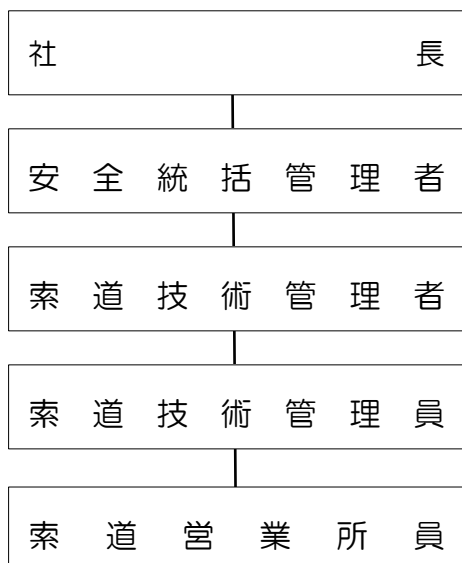 社長
安全統括管理者
索道技術管理者
索道技術管理員
索道営業所員